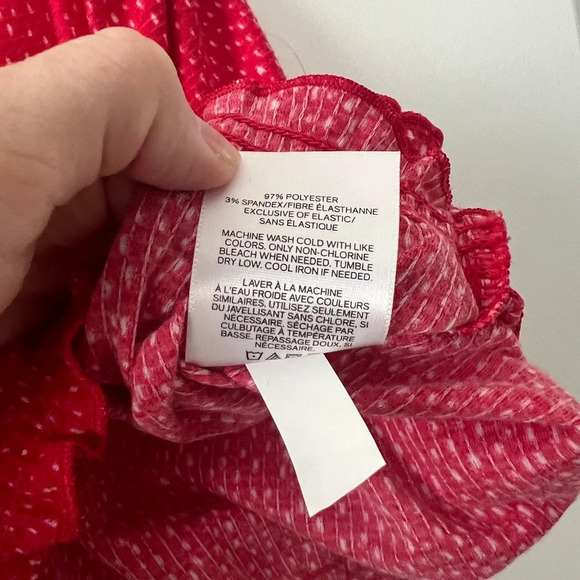 97% POLYESTER
3% SPANDEX/FIBRE ÉLASTHANNE
EXCLUSIVE OF ELASTIC/
SANS ÉLASTIQUE
MACHINE WASH COLD WITH LIKE
COLORS. ONLY NON-CHLORINE
BLEACH WHEN NEEDED. TUMBLE
DRY LOW. COOL IRON IF NEEDED.
LAVER À LA MACHINE
À L'EAU FROIDE AVEC COULEURS
SIMILAIRES, UTILISEZ SEULEMENT
DU JAVELLISANT SANS CHLORE, SI
NÉCESSAIRE, SÉCHAGE PAR
CULBUTAGE À TEMPÉRATURE
BASSE. REPASSAGE DOUX, SI
NÉCESSAIRE.